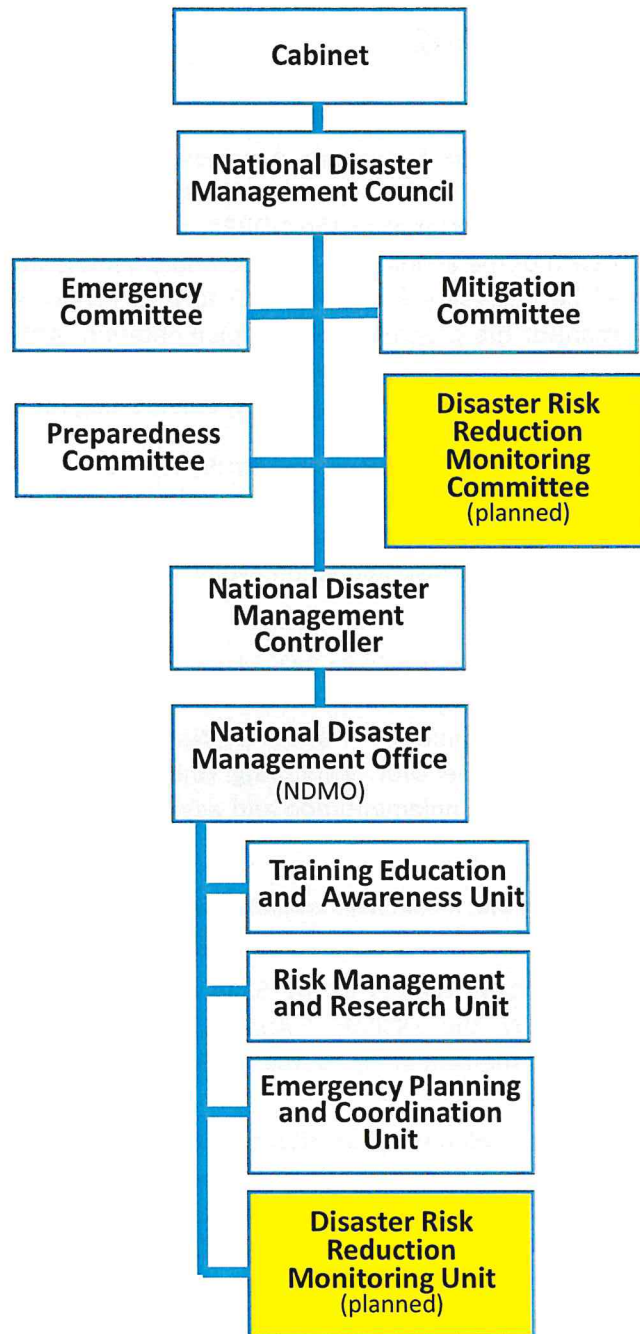 Cabinet
National Disaster
Management Council
Emergency
Committee
Mitigation
Committee
Preparedness
Committee
Disaster Risk
Reduction
Monitoring
Committee
(planned)
National Disaster
Management
Controller
National Disaster
Management Office
(NDMO)
Training Education
and Awareness Unit
Risk Management
and Research Unit
Emergency Planning
and Coordination
Unit
Disaster Risk
Reduction
Monitoring Unit
(planned)